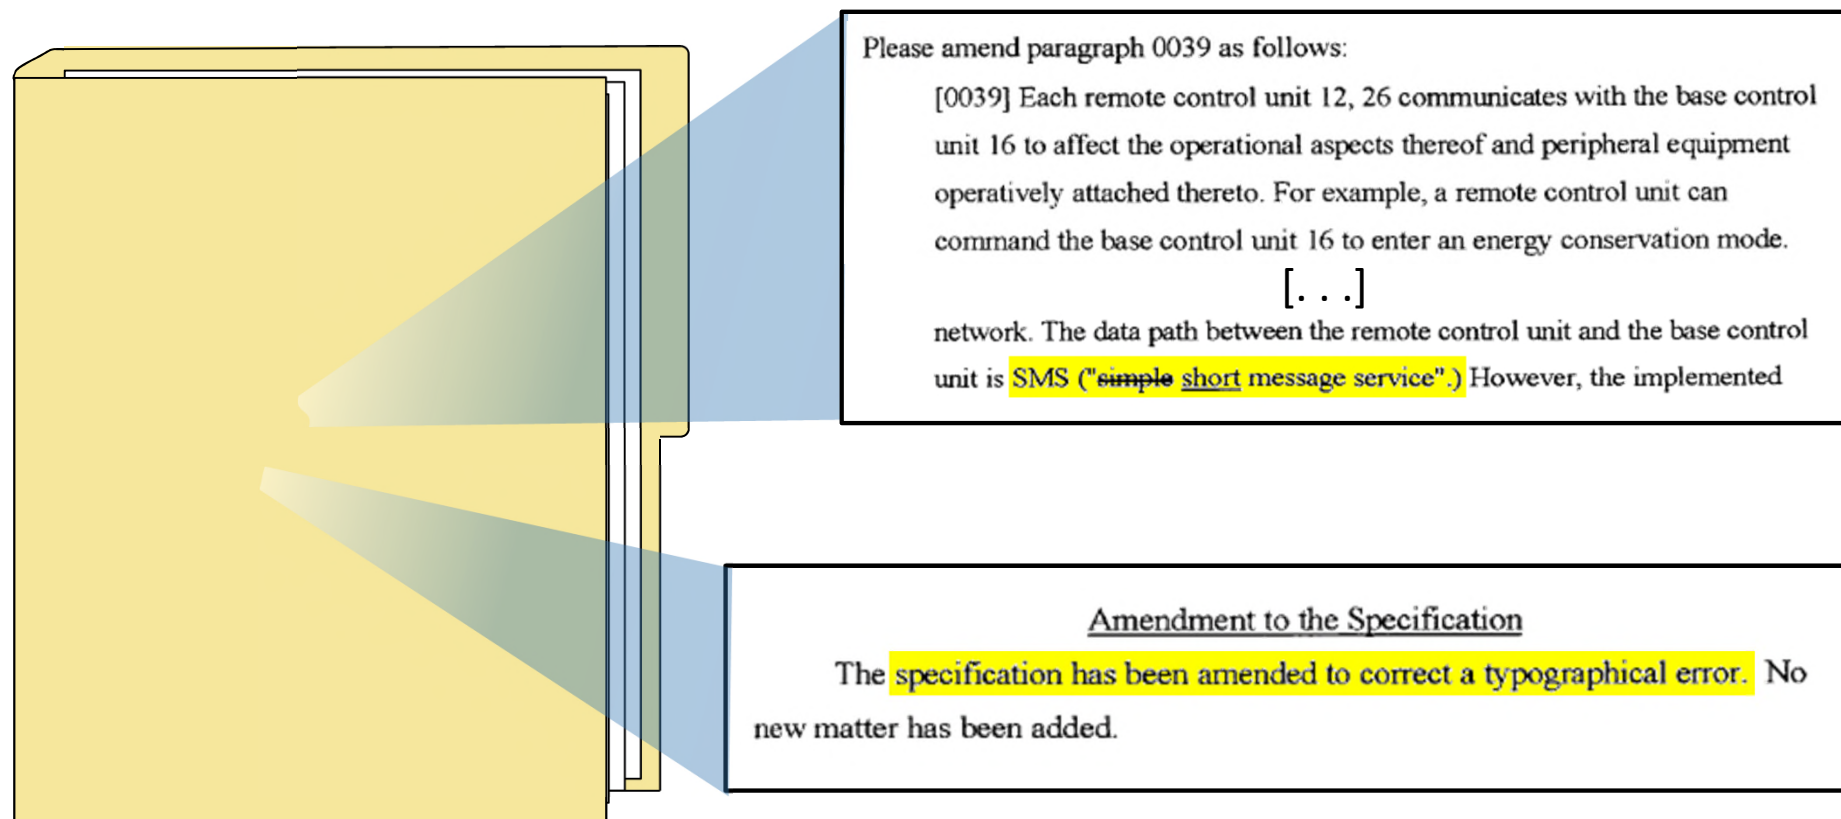 Please amend paragraph 0039 as follows:
[0039] Each remote control unit 12, 26 communicates with the base control
unit 16 to affect the operational aspects thereof and peripheral equipment
operatively attached thereto. For example, a remote control unit can
command the base control unit 16 to enter an energy conservation mode.
[. . .]
network. The data path between the remote control unit and the base control
unit is SMS ("simple short message service".) However, the implemented
Amendment to the Specification
The specification has been amended to correct a typographical error. No
new matter has been added.